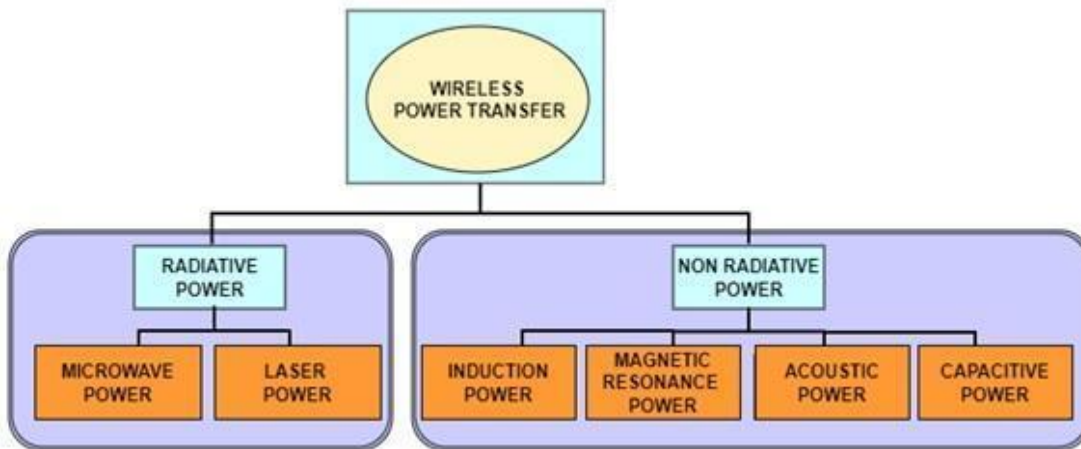 WIRELESS
POWER TRANSFER
RADIATIVE
POWER
NON RADIATIVE
POWER
MICROWAVE
POWER
LASER
POWER
INDUCTION
POWER
MAGNETIC
RESONANCE
POWER
ACOUSTIC
POWER
CAPACITIVE
POWER